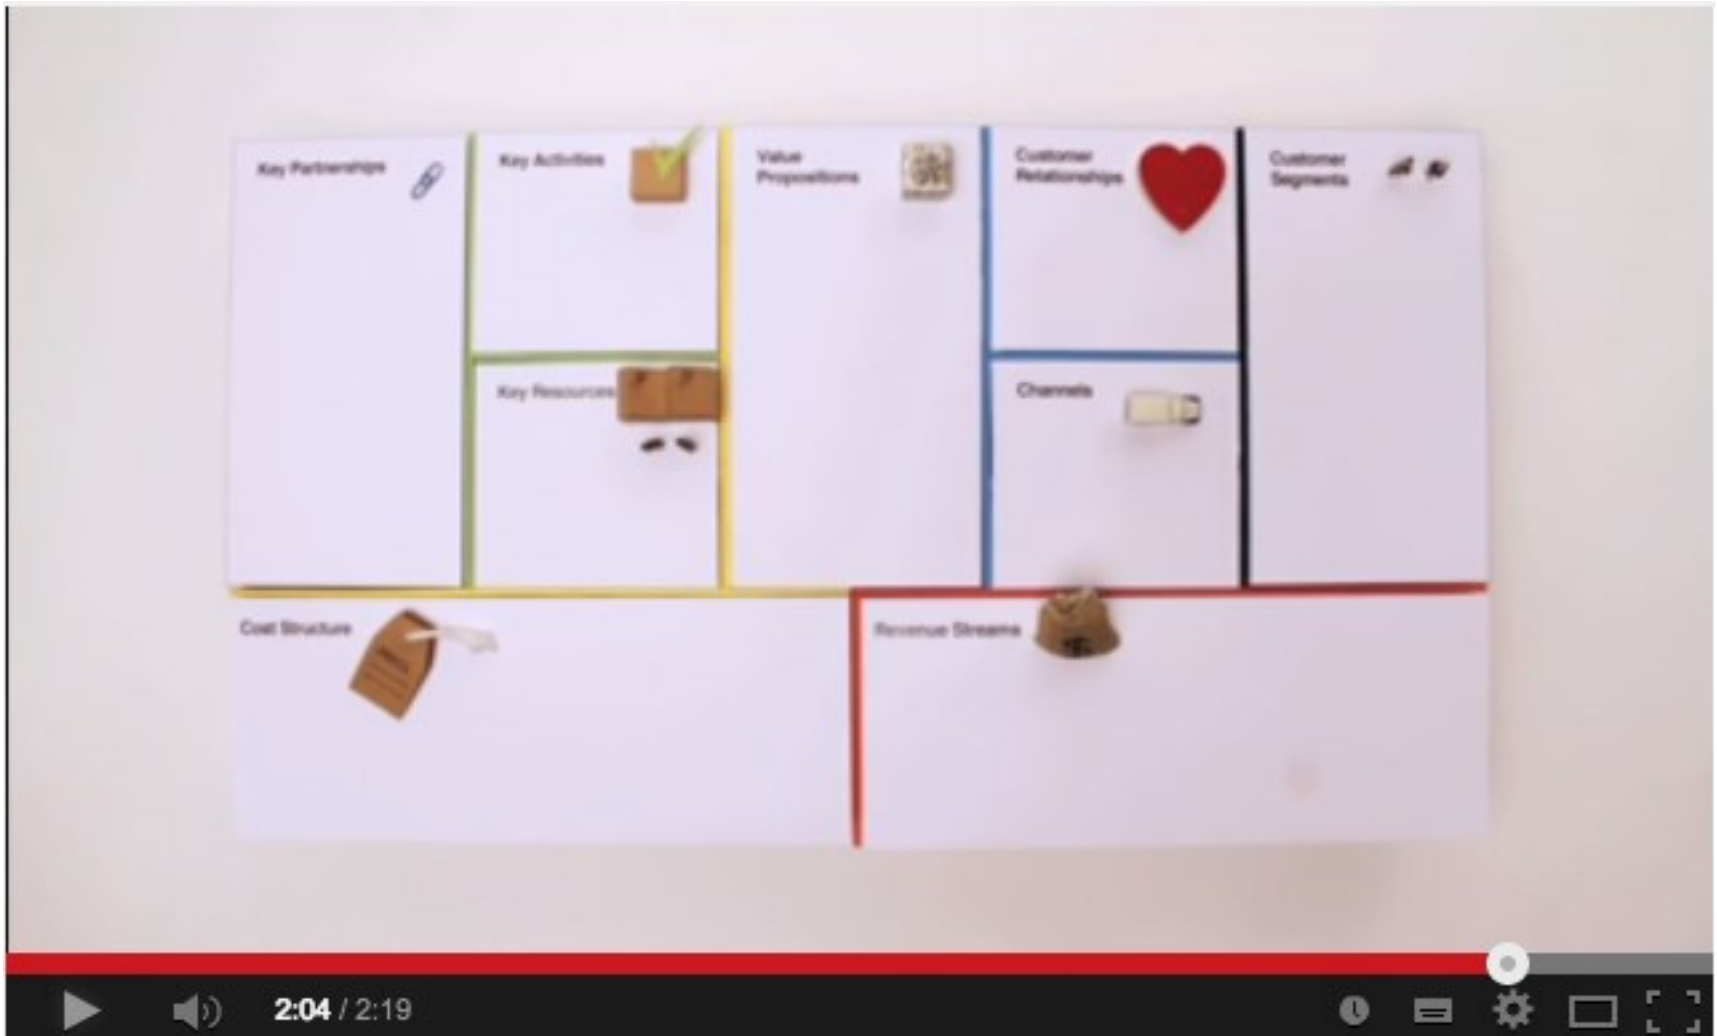 Key Partnerships
Key Activities
Value
Propositions
Customer
Relationships
Customer
Segments
Key Resources
Channels
Cost Structure
Revenue Streams
2:04 / 2:19